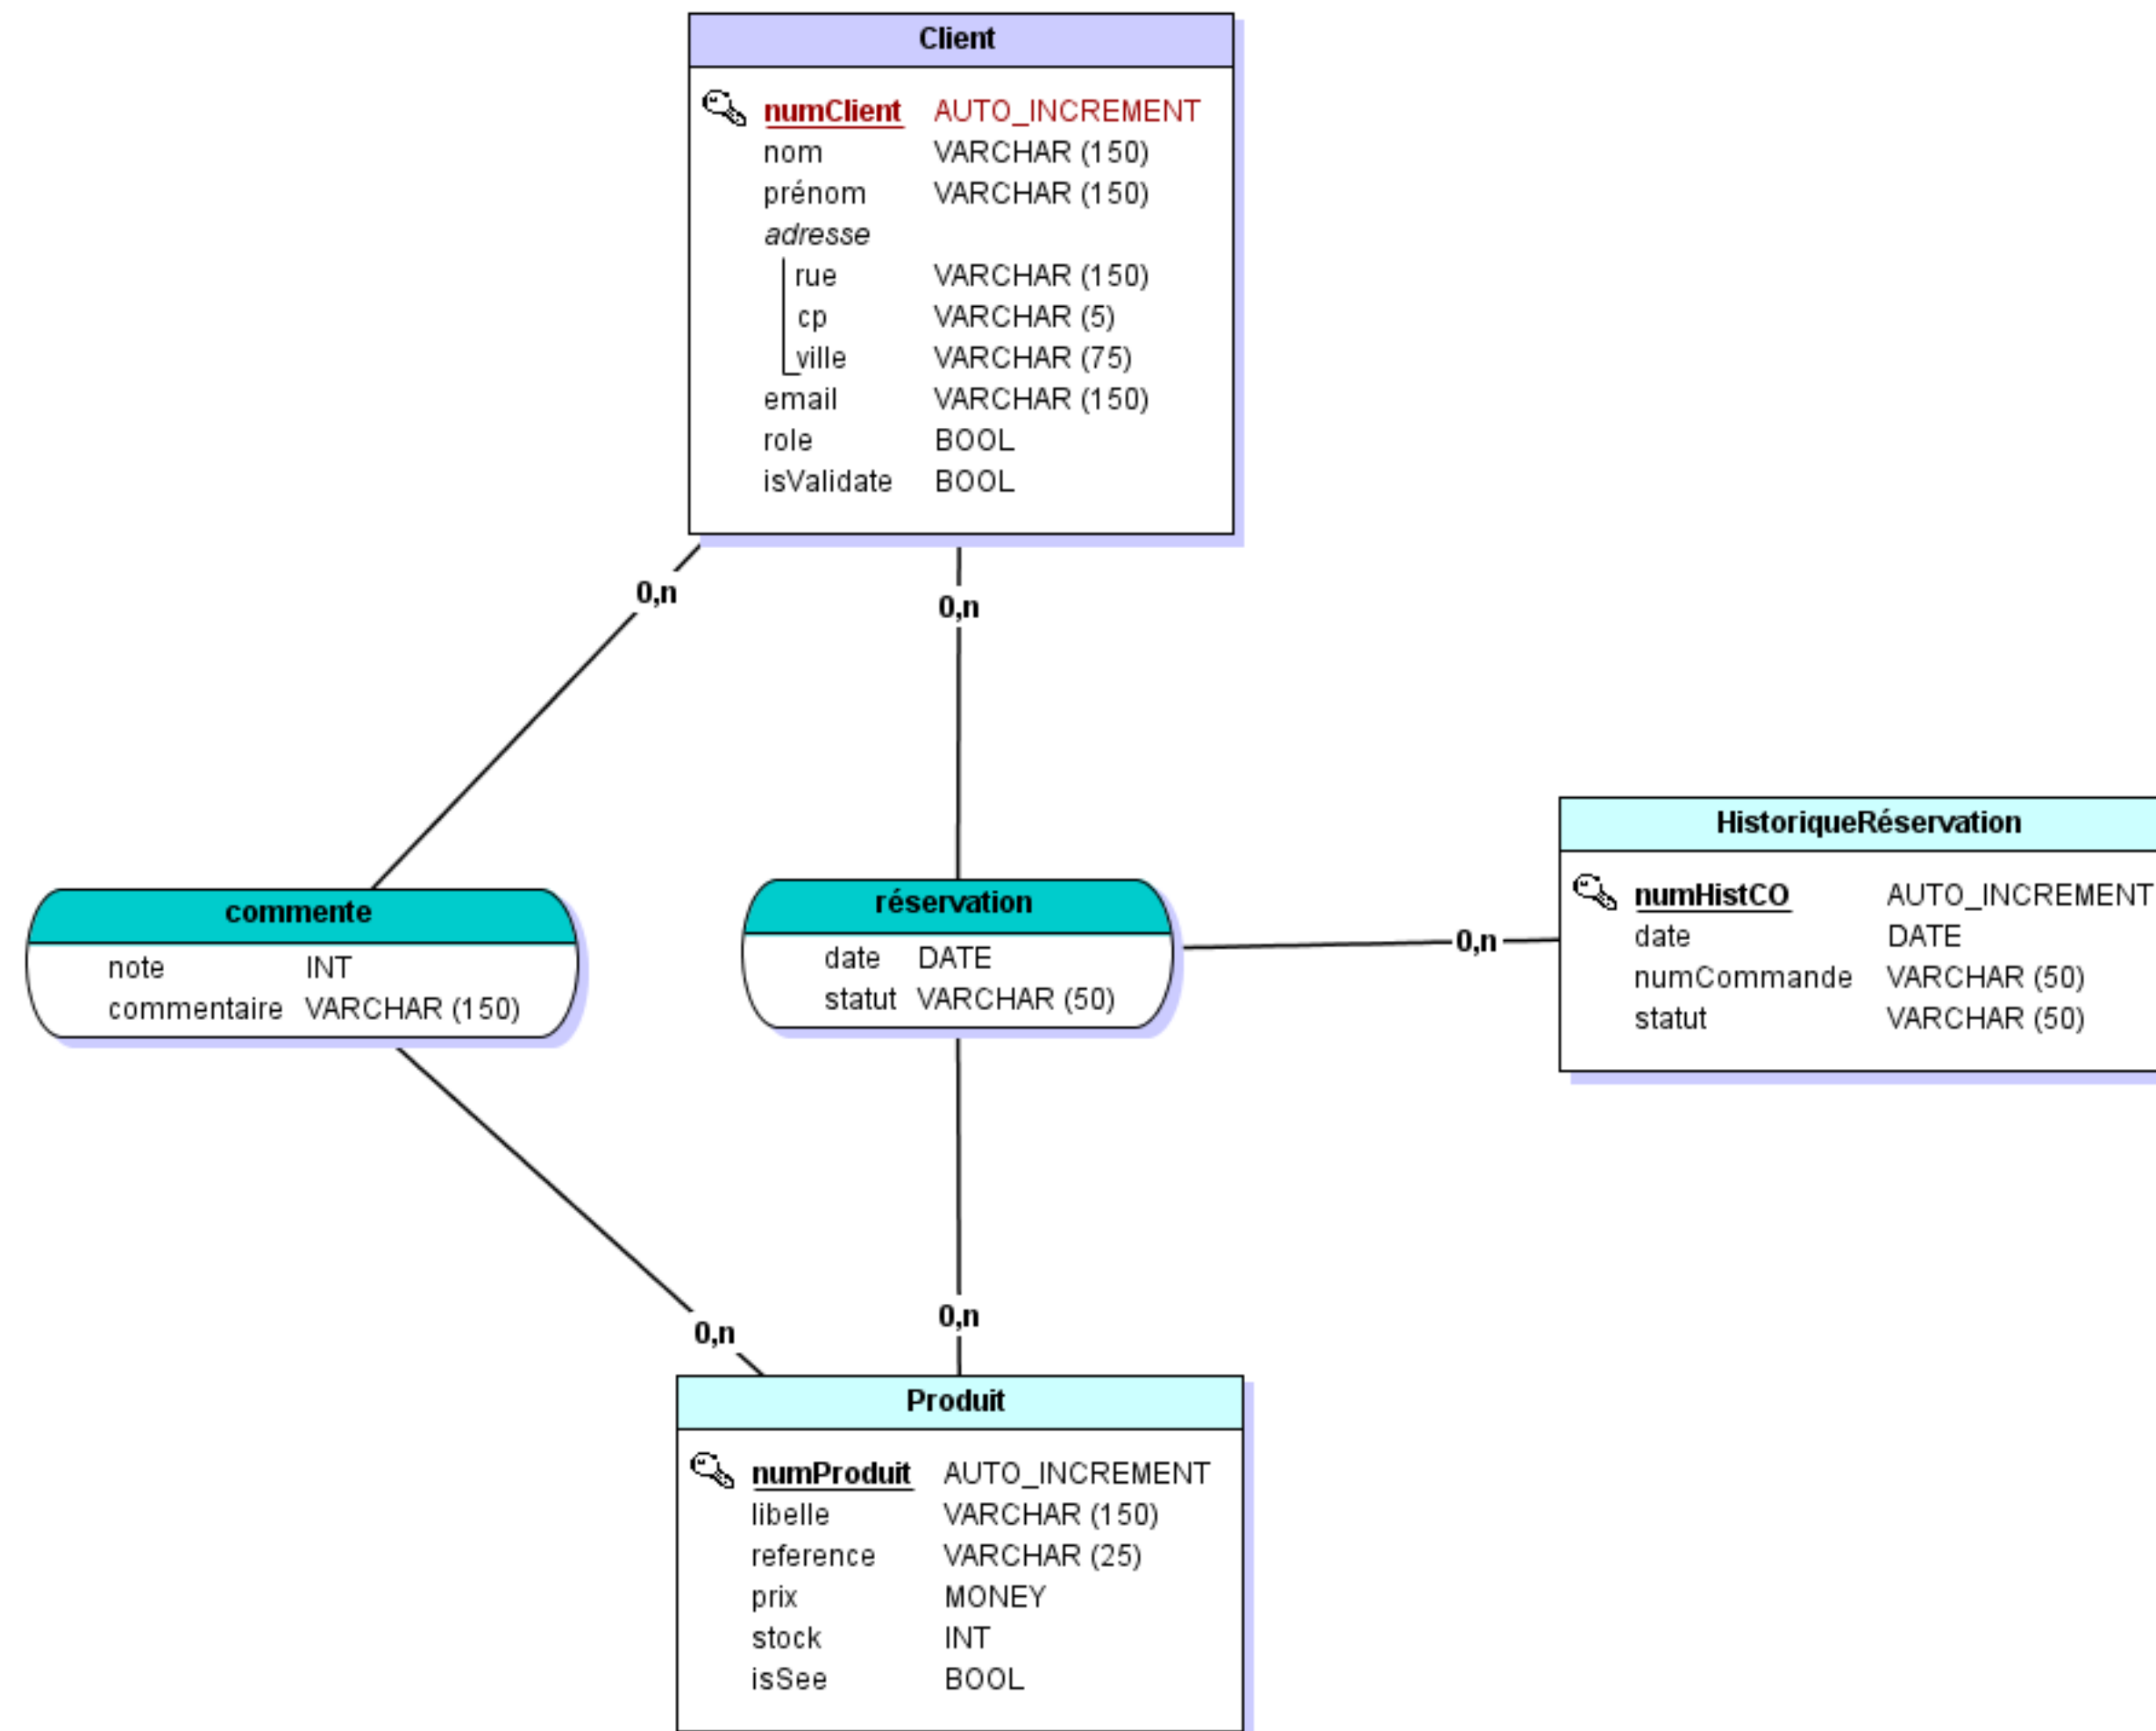 Client
numClient AUTO_INCREMENT
nom VARCHAR (150)
prénom VARCHAR (150)
adresse
rue VARCHAR (150)
cp VARCHAR (5)
ville VARCHAR (75)
email VARCHAR (150)
role BOOL
isValidate BOOL
0,n
0,n
commente
note INT
commentaire VARCHAR (150)
réservation
date DATE
statut VARCHAR (50)
0,n
HistoriqueRéservation
numHistCO AUTO_INCREMENT
date DATE
numCommande VARCHAR (50)
statut VARCHAR (50)
0,n
0,n
Produit
numProduit AUTO_INCREMENT
libelle VARCHAR (150)
reference VARCHAR (25)
prix MONEY
stock INT
isSee BOOL